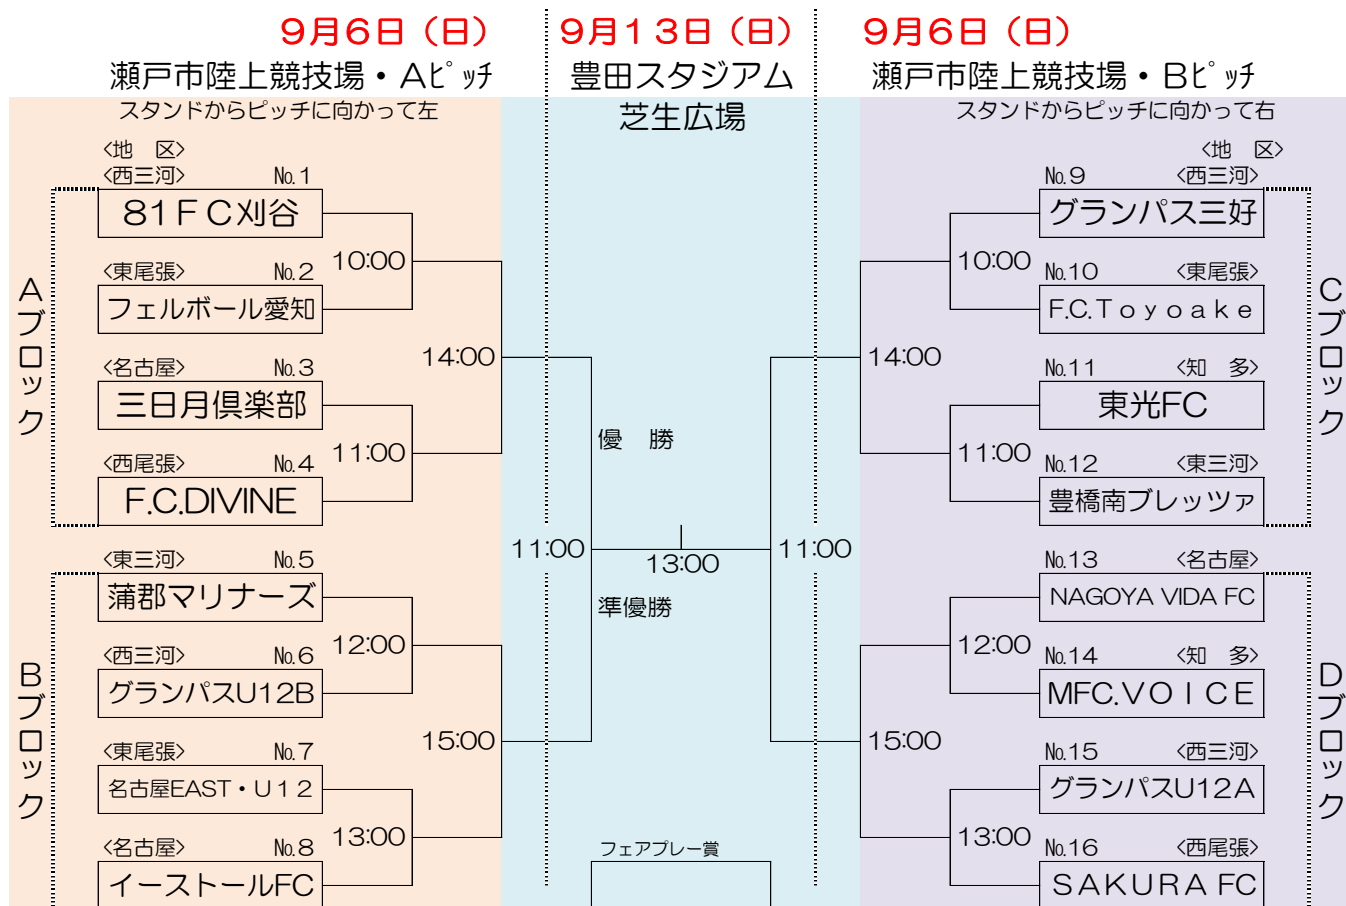 9月6日（日）
9月13日（日）
9月6日（日）
瀬戸市陸上競技場・Aピッチ
豊田スタジアム
瀬戸市陸上競技場・Bピッチ
スタンドからピッチに向かって左
芝生広場
スタンドからピッチに向かって右
Aブロック
Bブロック
<地　区>
<西三河> No.1
81ＦＣ刈谷
10:00
<東尾張> No.2
フェルボール愛知
14:00
<名古屋> No.3
三日月倶楽部
11:00
<西尾張> No.4
F.C.DIVINE
<東三河> No.5
蒲郡マリナーズ
12:00
<西三河> No.6
グランパスU12B
15:00
<東尾張> No.7
名古屋EAST・U１２
13:00
<名古屋> No.8
イーストールFC
優　勝
11:00
13:00
11:00
準優勝
フェアプレー賞
<地　区>
No.9 <西三河>
グランパス三好
10:00
No.10 <東尾張>
F.C.Ｔｏｙｏａｋｅ
14:00
No.11 <知　多>
東光FC
11:00
No.12 <東三河>
豊橋南ブレッツァ
No.13 <名古屋>
NAGOYA VIDA FC
12:00
No.14 <知　多>
MFC.VOICE
15:00
No.15 <西三河>
グランパスU12A
13:00
No.16 <西尾張>
SAKURA FC
Cブロック
Dブロック